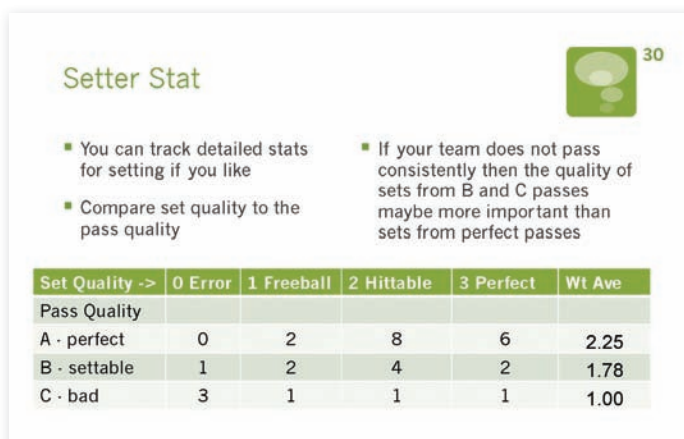 30
Setter Stat
▪ You can track detailed stats
for setting if you like
▪ Compare set quality to the
pass quality
▪ If your team does not pass
consistently then the quality of
sets from B and C passes
maybe more important than
sets from perfect passes
Set Quality -> 0 Error 1 Freeball 2 Hittable 3 Perfect Wt Ave
Pass Quality
A - perfect 0 2 8 6 2.25
B - settable 1 2 4 2 1.78
C - bad 3 1 1 1 1.00